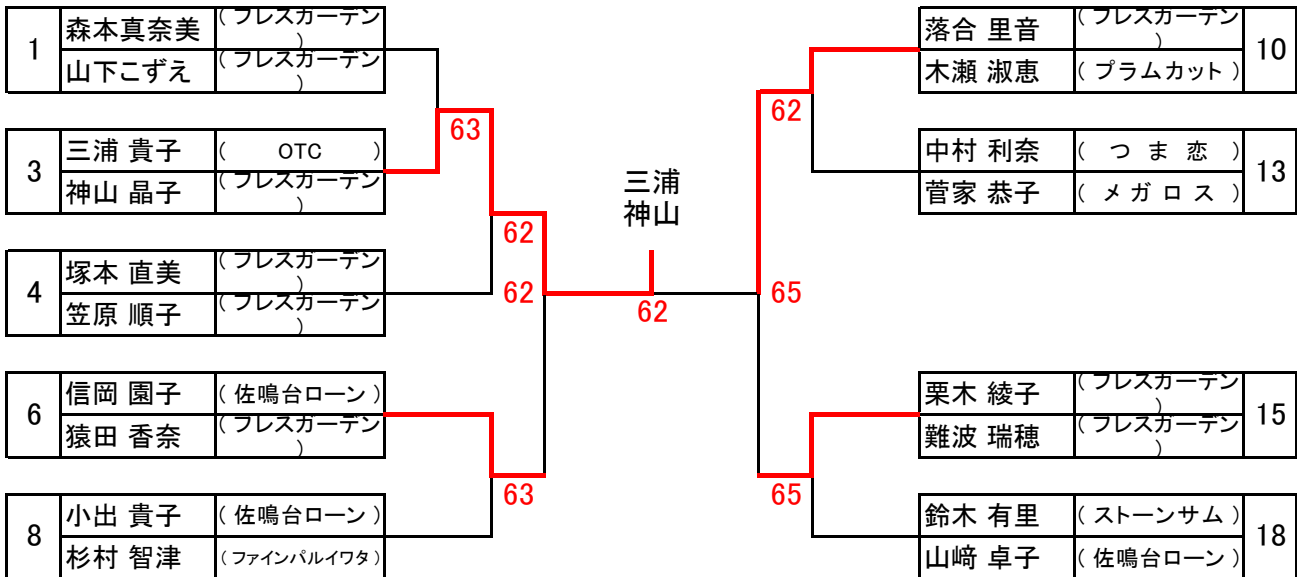 1 森本真奈美 ( フレスガーデン )
山下こずえ ( フレスガーデン )
3 三浦 貴子 ( OTC )
神山 晶子 ( フレスガーデン )
4 塚本 直美 ( フレスガーデン )
笠原 順子 ( フレスガーデン )
6 信岡 園子 ( 佐鳴台ローン )
猿田 香奈 ( フレスガーデン )
8 小出 貴子 ( 佐鳴台ローン )
杉村 智津 ( ファインパルイワタ )
63
62
62
63
三浦
神山
62
62
65
65
落合 里音 ( フレスガーデン ) 10
木瀬 淑恵 ( プラムカット )
中村 利奈 ( つ ま 恋 ) 13
菅家 恭子 ( メ ガ ロ ス )
栗木 綾子 ( フレスガーデン ) 15
難波 瑞穂 ( フレスガーデン )
鈴木 有里 ( ストーンサム ) 18
山﨑 卓子 ( 佐鳴台ローン )